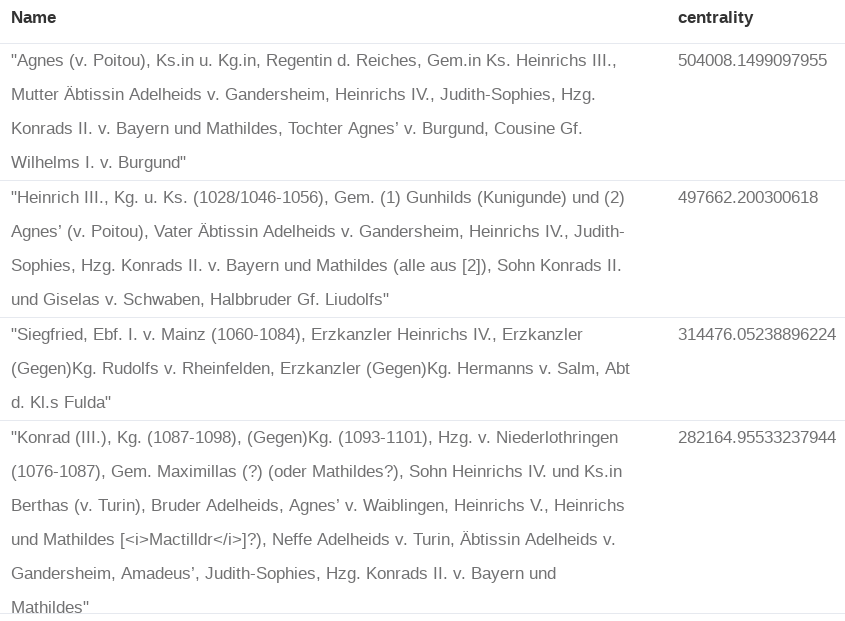 Name centrality
"Agnes (v. Poitou), Ks.in u. Kg.in, Regentin d. Reiches, Gem.in Ks. Heinrichs III., 504008.1499097955
Mutter Äbtissin Adelheids v. Gandersheim, Heinrichs IV., Judith-Sophies, Hzg.
Konrads II. v. Bayern und Mathildes, Tochter Agnes’ v. Burgund, Cousine Gf.
Wilhelms I. v. Burgund"
"Heinrich III., Kg. u. Ks. (1028/1046-1056), Gem. (1) Gunhilds (Kunigunde) und (2) 497662.200300618
Agnes’ (v. Poitou), Vater Äbtissin Adelheids v. Gandersheim, Heinrichs IV., Judith-
Sophies, Hzg. Konrads II. v. Bayern und Mathildes (alle aus [2]), Sohn Konrads II.
und Giselas v. Schwaben, Halbbruder Gf. Liudolfs"
"Siegfried, Ebf. I. v. Mainz (1060-1084), Erzkanzler Heinrichs IV., Erzkanzler 314476.05238896224
(Gegen)Kg. Rudolfs v. Rheinfelden, Erzkanzler (Gegen)Kg. Hermanns v. Salm, Abt
d. Kl.s Fulda"
"Konrad (III.), Kg. (1087-1098), (Gegen)Kg. (1093-1101), Hzg. v. Niederlothringen 282164.95533237944
(1076-1087), Gem. Maximillas (?) (oder Mathildes?), Sohn Heinrichs IV. und Ks.in
Berthas (v. Turin), Bruder Adelheids, Agnes’ v. Waiblingen, Heinrichs V., Heinrichs
und Mathildes [<i>Mactilldr</i>]?), Neffe Adelheids v. Turin, Äbtissin Adelheids v.
Gandersheim, Amadeus’, Judith-Sophies, Hzg. Konrads II. v. Bayern und
Mathildes"